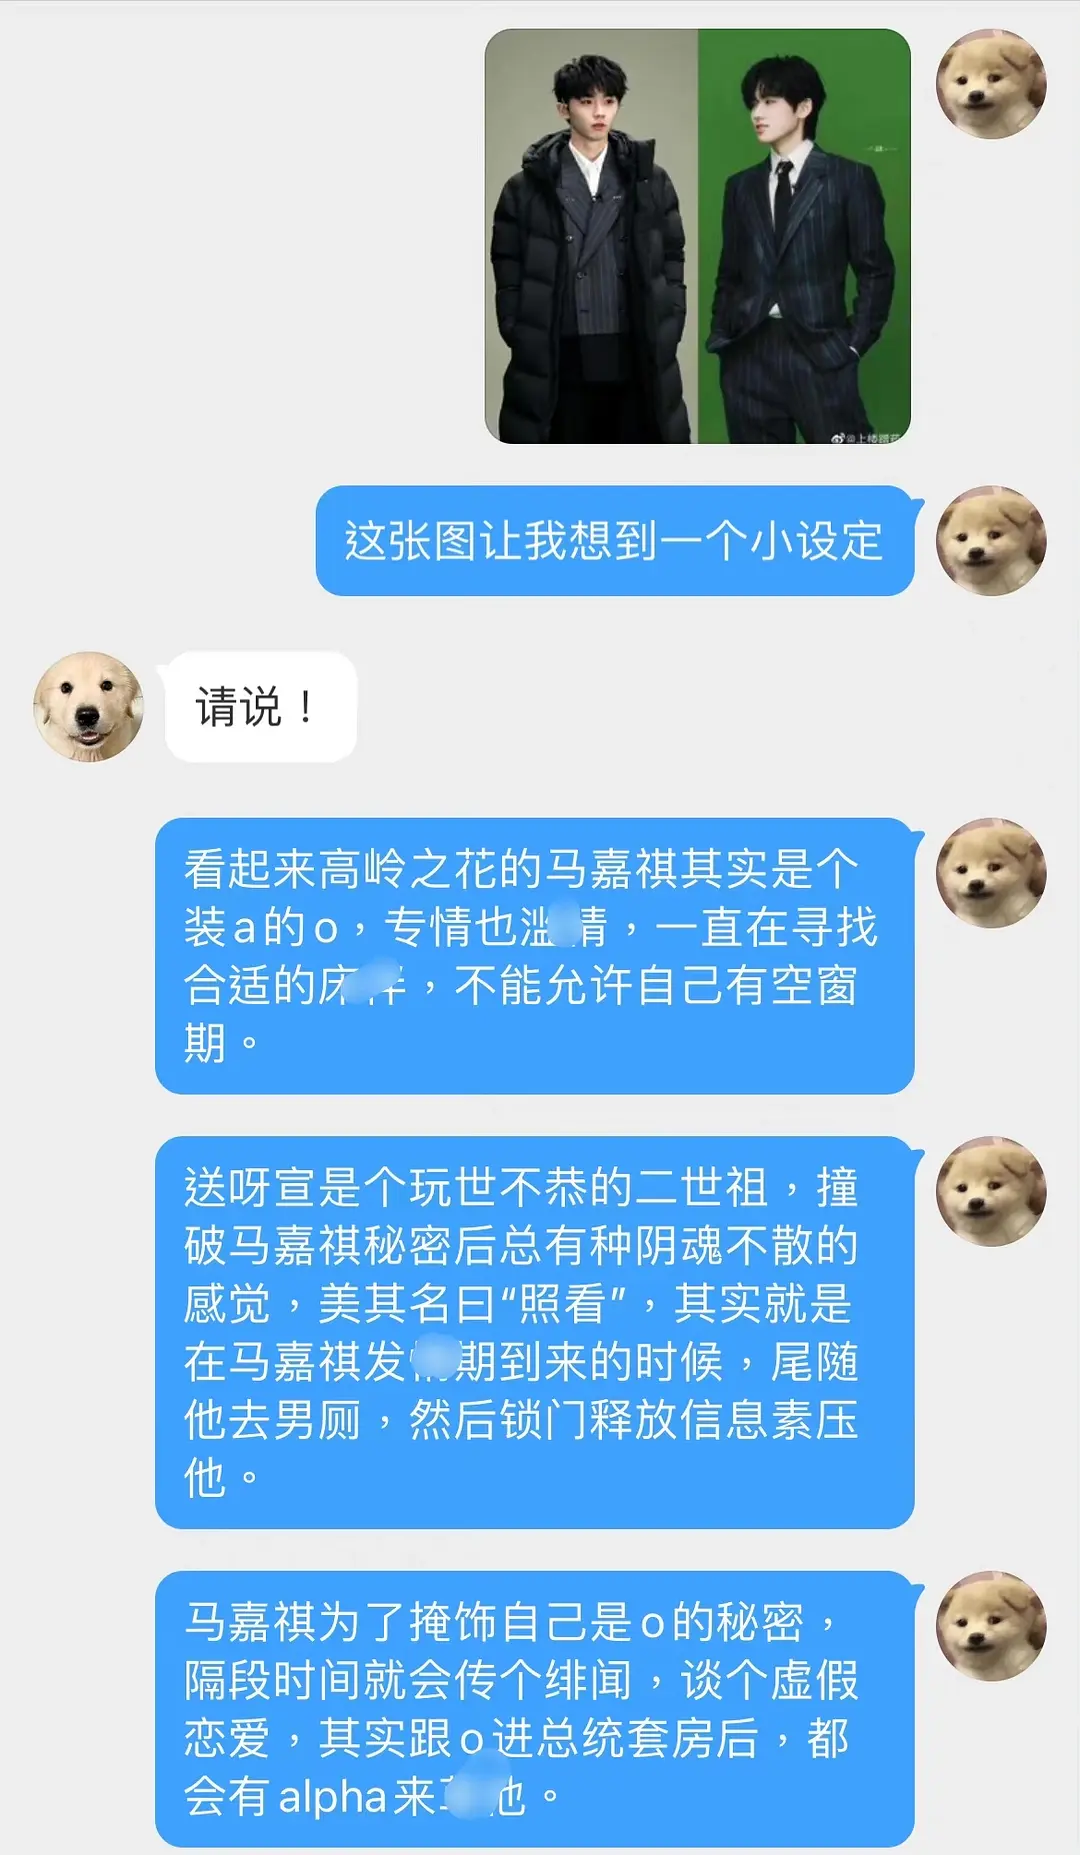 这张图让我想到一个小设定
请说！
看起来高岭之花的马嘉祺其实是个
装a的o，专情也滥情，一直在寻找
合适的床伴，不能允许自己有空窗
期。
送呀宣是个玩世不恭的二世祖，撞
破马嘉祺秘密后总有种阴魂不散的
感觉，美其名曰“照看”，其实就是
在马嘉祺发情期到来的时候，尾随
他去男厕，然后锁门释放信息素压
他。
马嘉祺为了掩饰自己是o的秘密，
隔段时间就会传个绯闻，谈个虚假
恋爱，其实跟o进总统套房后，都
会有alpha来 他。